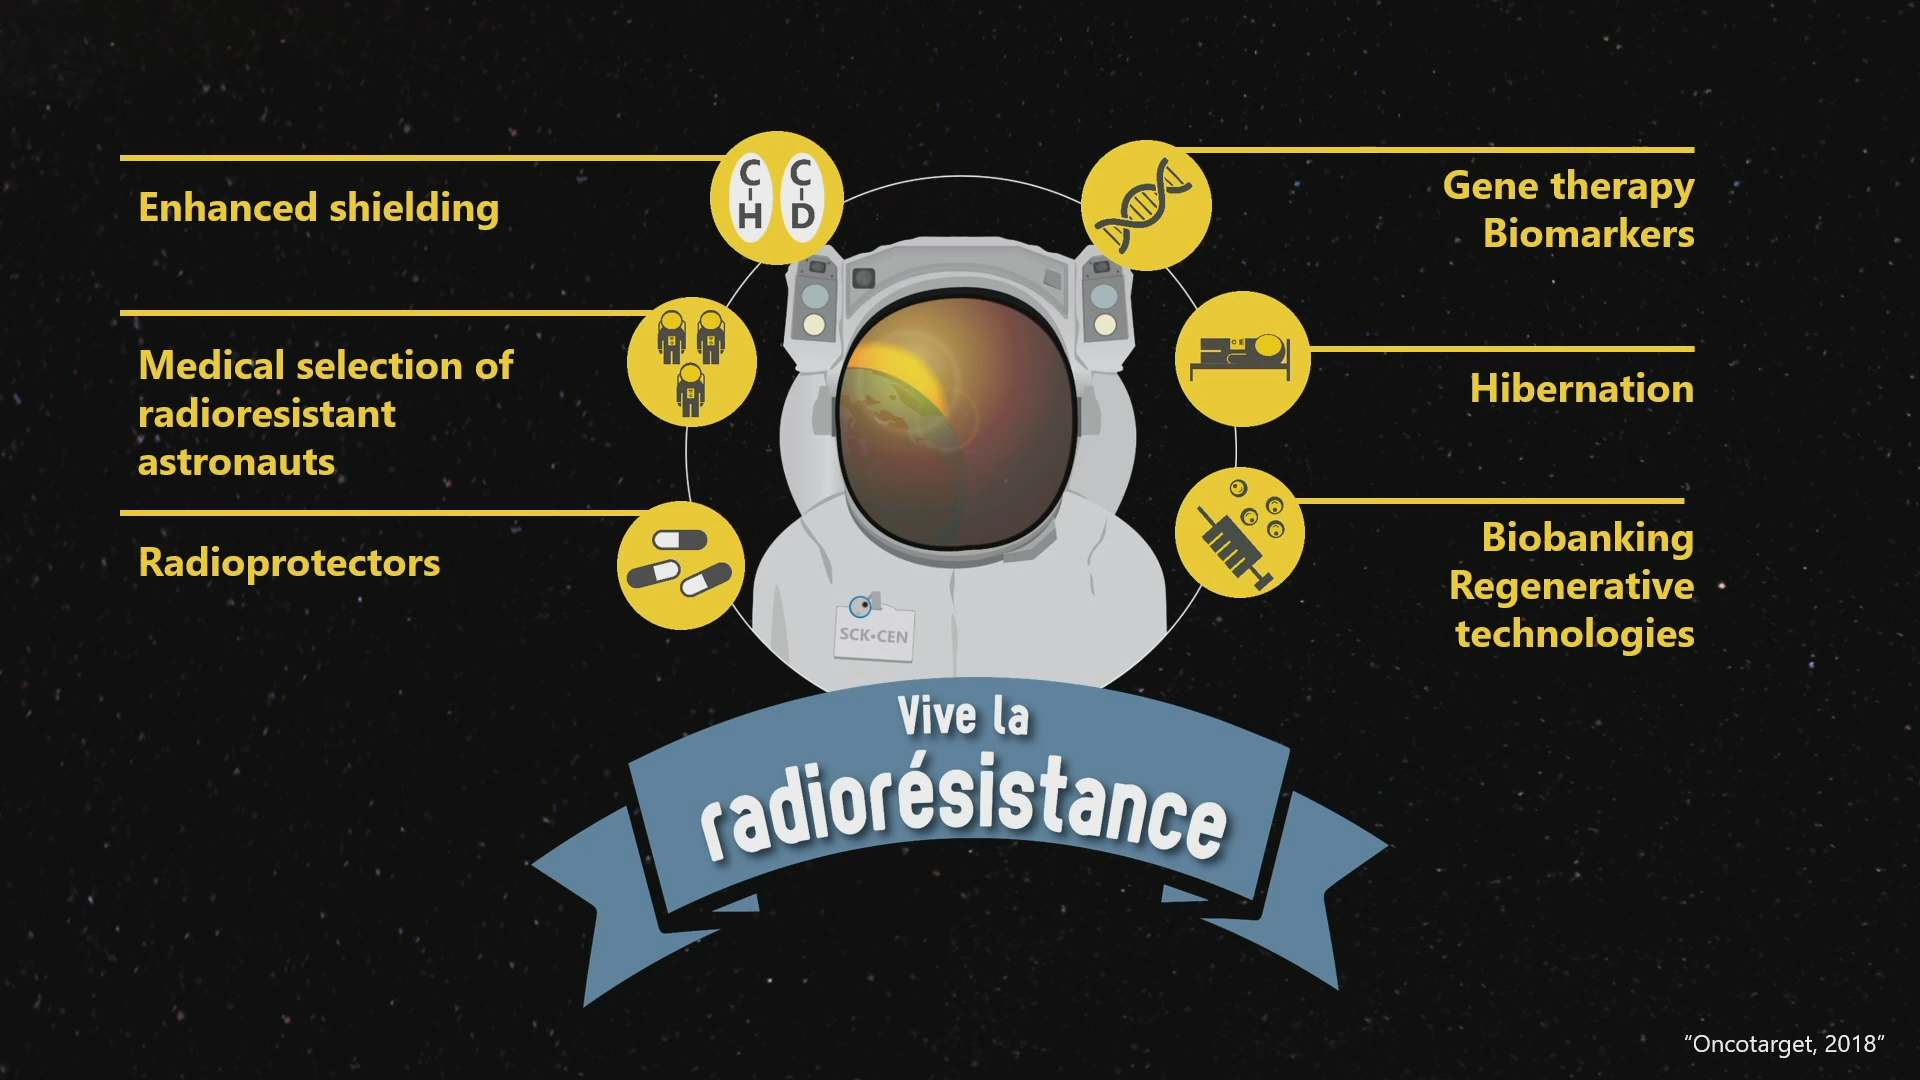 C
H
C
D
Enhanced shielding
Medical selection of
radioresistant
astronauts
Radioprotectors
Gene therapy
Biomarkers
Hibernation
Biobanking
Regenerative
technologies
SCK•CEN
Vive la
radiorésistance
“Oncotarget, 2018”